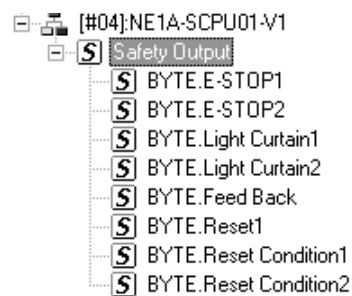 [#04]:NE1A-SCPU01-V1
S Safety Output
S BYTE.E-STOP1
S BYTE.E-STOP2
S BYTE.Light Curtain1
S BYTE.Light Curtain2
S BYTE.Feed Back
S BYTE.Reset1
S BYTE.Reset Condition1
S BYTE.Reset Condition2